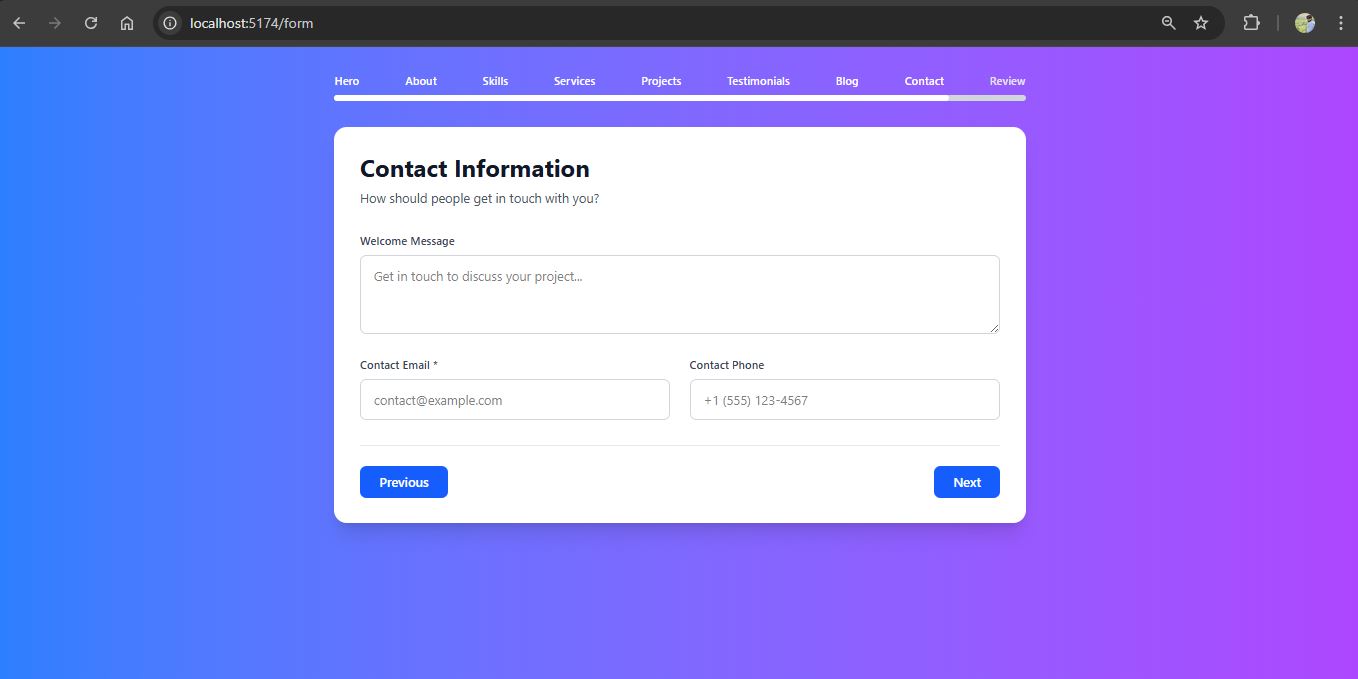 localhost:5174/form
Hero About Skills Services Projects Testimonials Blog Contact Review
Contact Information
How should people get in touch with you?
Welcome Message
Get in touch to discuss your project...
Contact Email * Contact Phone
contact@example.com +1 (555) 123-4567
Previous Next